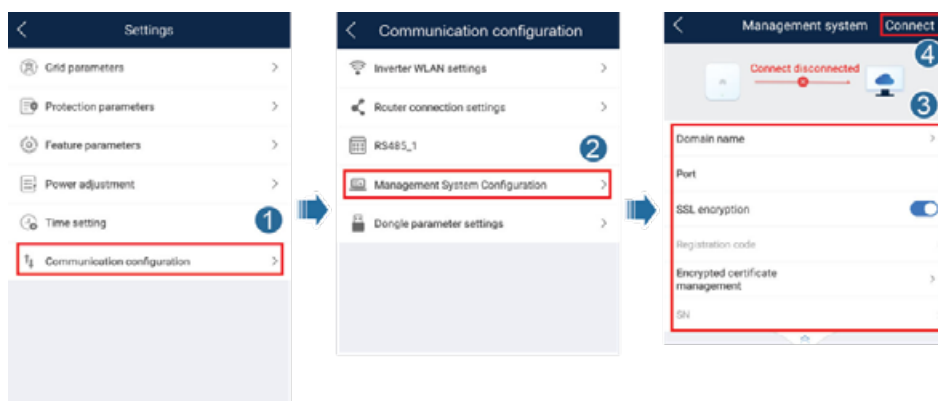 Settings
Grid parameters
Protection parameters
Feature parameters
Power adjustment
Time setting
1
Communication configuration
Communication configuration
Inverter WLAN settings
Router connection settings
RS485_1
2
Management System Configuration
Dongle parameter settings
Management system
Connect
4
Connect disconnected
3
Domain name
Port
SSL encryption
Registration code
Encrypted certificate
management
SN